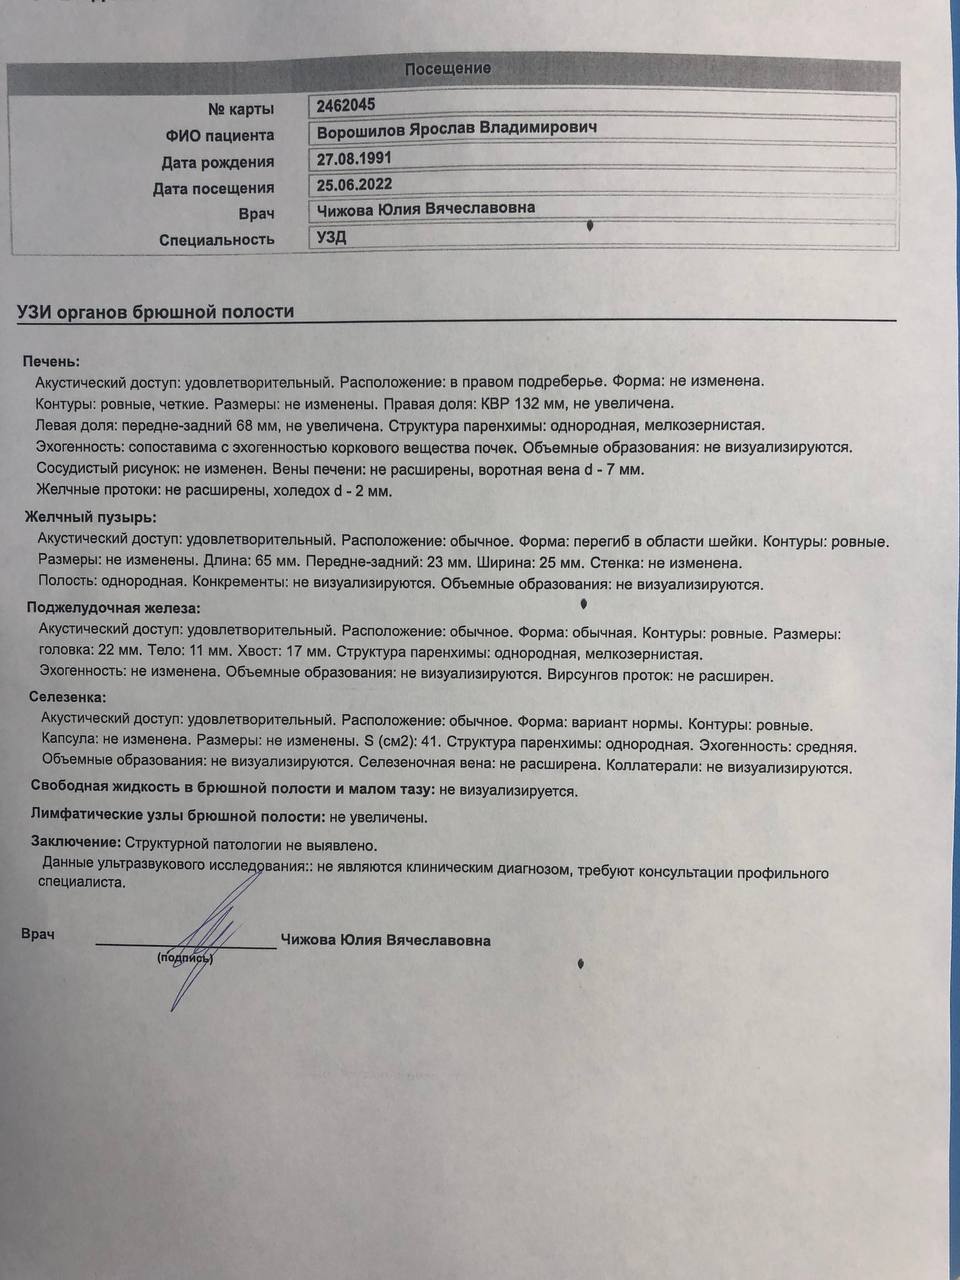 Посещение
№ карты 2462045
ФИО пациента Ворошилов Ярослав Владимирович
Дата рождения 27.08.1991
Дата посещения 25.06.2022
Врач Чижова Юлия Вячеславовна
Специальность УЗД
УЗИ органов брюшной полости
Печень:
Акустический доступ: удовлетворительный. Расположение: в правом подреберье. Форма: не изменена.
Контуры: ровные, четкие. Размеры: не изменены. Правая доля: КВР 132 мм, не увеличена.
Левая доля: передне-задний 68 мм, не увеличена. Структура паренхимы: однородная, мелкозернистая.
Эхогенность: сопоставима с эхогенностью коркового вещества почек. Объемные образования: не визуализируются.
Сосудистый рисунок: не изменен. Вены печени: не расширены, воротная вена d - 7 мм.
Желчные протоки: не расширены, холедох d - 2 мм.
Желчный пузырь:
Акустический доступ: удовлетворительный. Расположение: обычное. Форма: перегиб в области шейки. Контуры: ровные.
Размеры: не изменены. Длина: 65 мм. Передне-задний: 23 мм. Ширина: 25 мм. Стенка: не изменена.
Полость: однородная. Конкременты: не визуализируются. Объемные образования: не визуализируются.
Поджелудочная железа:
Акустический доступ: удовлетворительный. Расположение: обычное. Форма: обычная. Контуры: ровные. Размеры:
головка: 22 мм. Тело: 11 мм. Хвост: 17 мм. Структура паренхимы: однородная, мелкозернистая.
Эхогенность: не изменена. Объемные образования: не визуализируются. Вирсунгов проток: не расширен.
Селезенка:
Акустический доступ: удовлетворительный. Расположение: обычное. Форма: вариант нормы. Контуры: ровные.
Капсула: не изменена. Размеры: не изменены. S (см2): 41. Структура паренхимы: однородная. Эхогенность: средняя.
Объемные образования: не визуализируются. Селезеночная вена: не расширена. Коллатерали: не визуализируются.
Свободная жидкость в брюшной полости и малом тазу: не визуализируется.
Лимфатические узлы брюшной полости: не увеличены.
Заключение: Структурной патологии не выявлено.
Данные ультразвукового исследования:: не являются клиническим диагнозом, требуют консультации профильного
специалиста.
Врач Чижова Юлия Вячеславовна
(подпись)